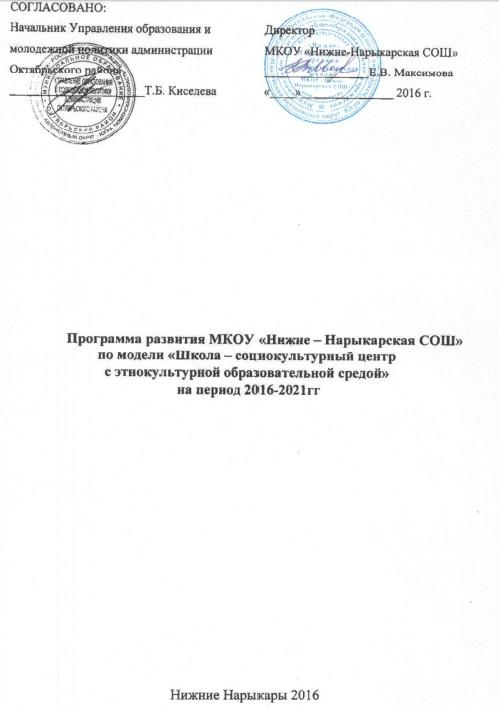 СОГЛАСОВАНО:
Начальник Управления образования и
молодежной политики администрации
Октябрьского района
Т.Б. Киселева
Директор
МКОУ «Нижне-Нарыкарская СОШ»
Е.В. Максимова
«____»______________ 2016 г.
Программа развития МКОУ «Нижне – Нарыкарская СОШ»
по модели «Школа – социокультурный центр
с этнокультурной образовательной средой»
на период 2016-2021гг
Нижние Нарыкары 2016